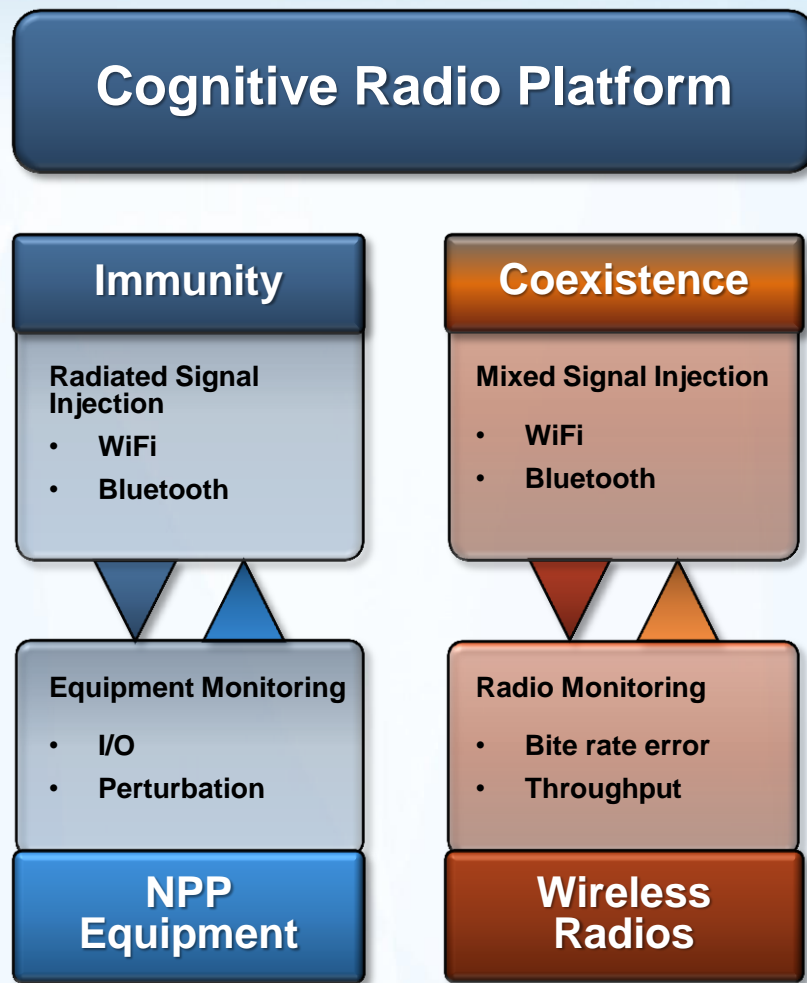 Cognitive Radio Platform
Immunity
Radiated Signal
Injection
• WiFi
• Bluetooth
Equipment Monitoring
• I/O
• Perturbation
NPP
Equipment
Coexistence
Mixed Signal Injection
• WiFi
• Bluetooth
Radio Monitoring
• Bite rate error
• Throughput
Wireless
Radios